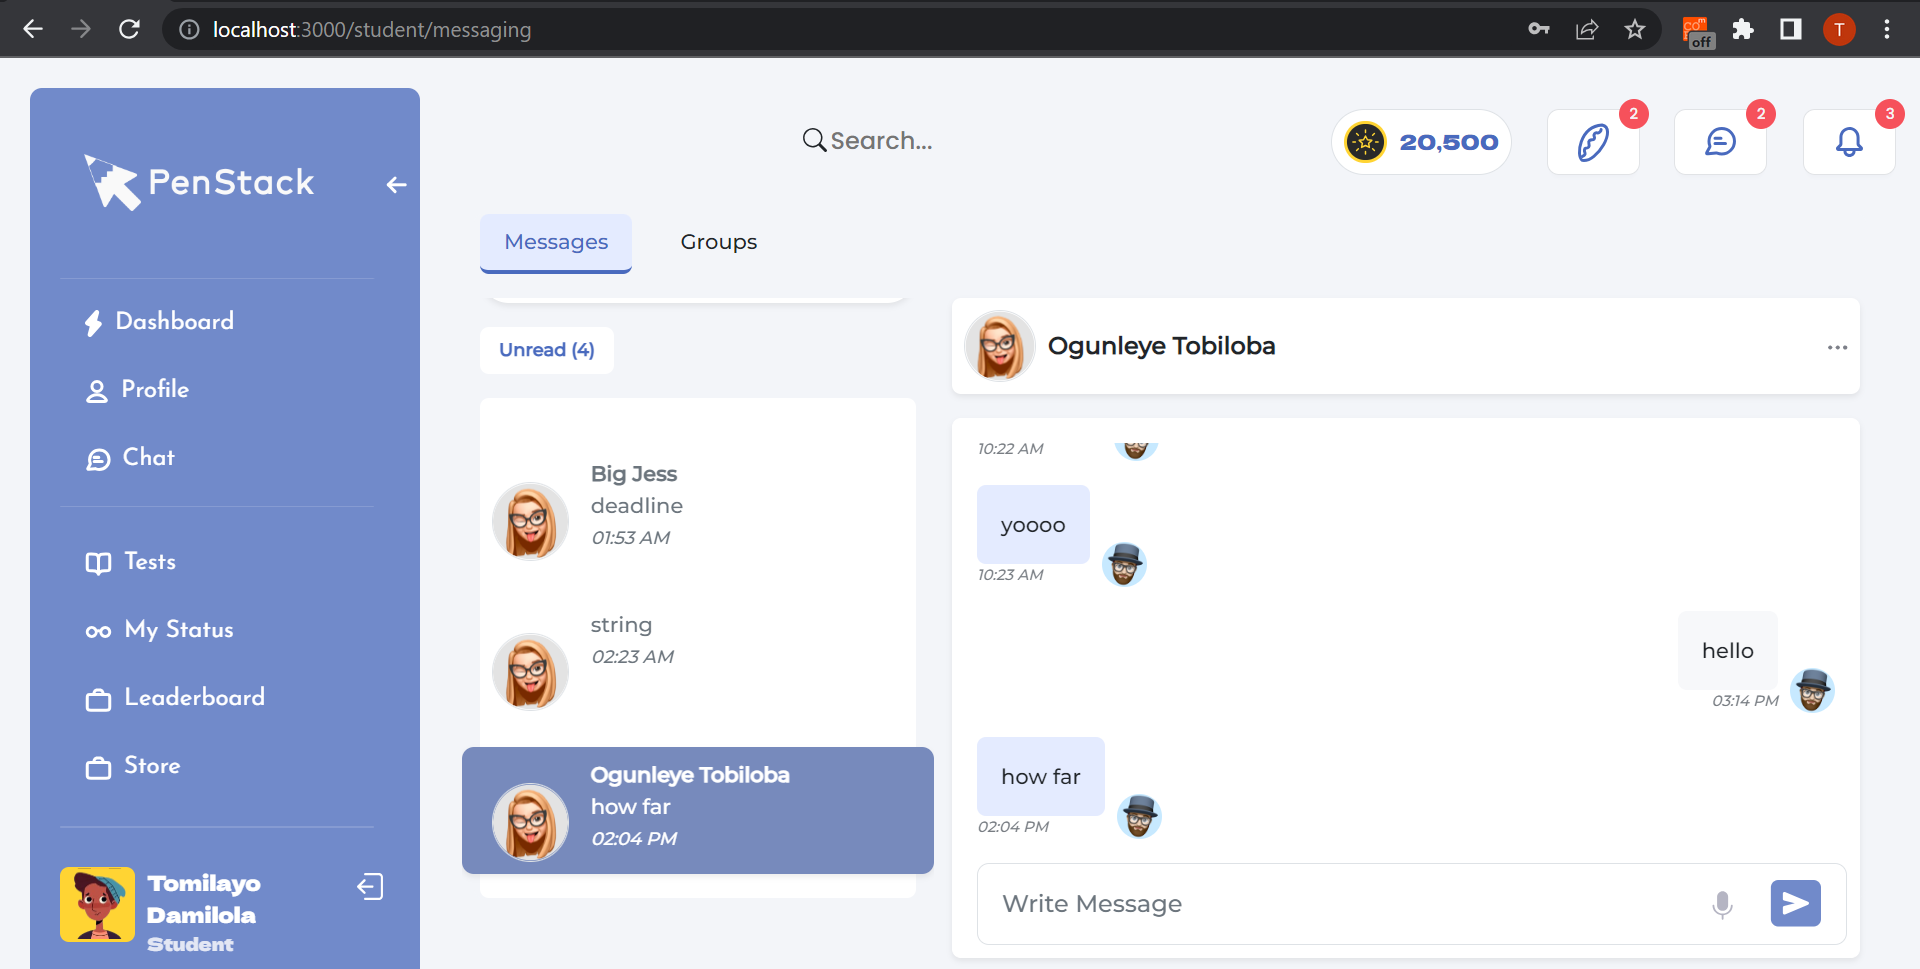 localhost:3000/student/messaging
off
T
PenStack
Search...
20,500
2
2
3
Messages
Groups
Dashboard
Profile
Chat
Tests
My Status
Leaderboard
Store
Tomilayo
Damilola
Student
Unread (4)
Big Jess
deadline
01:53 AM
string
02:23 AM
Ogunleye Tobiloba
how far
02:04 PM
Ogunleye Tobiloba
10:22 AM
yoooo
10:23 AM
hello
03:14 PM
how far
02:04 PM
Write Message